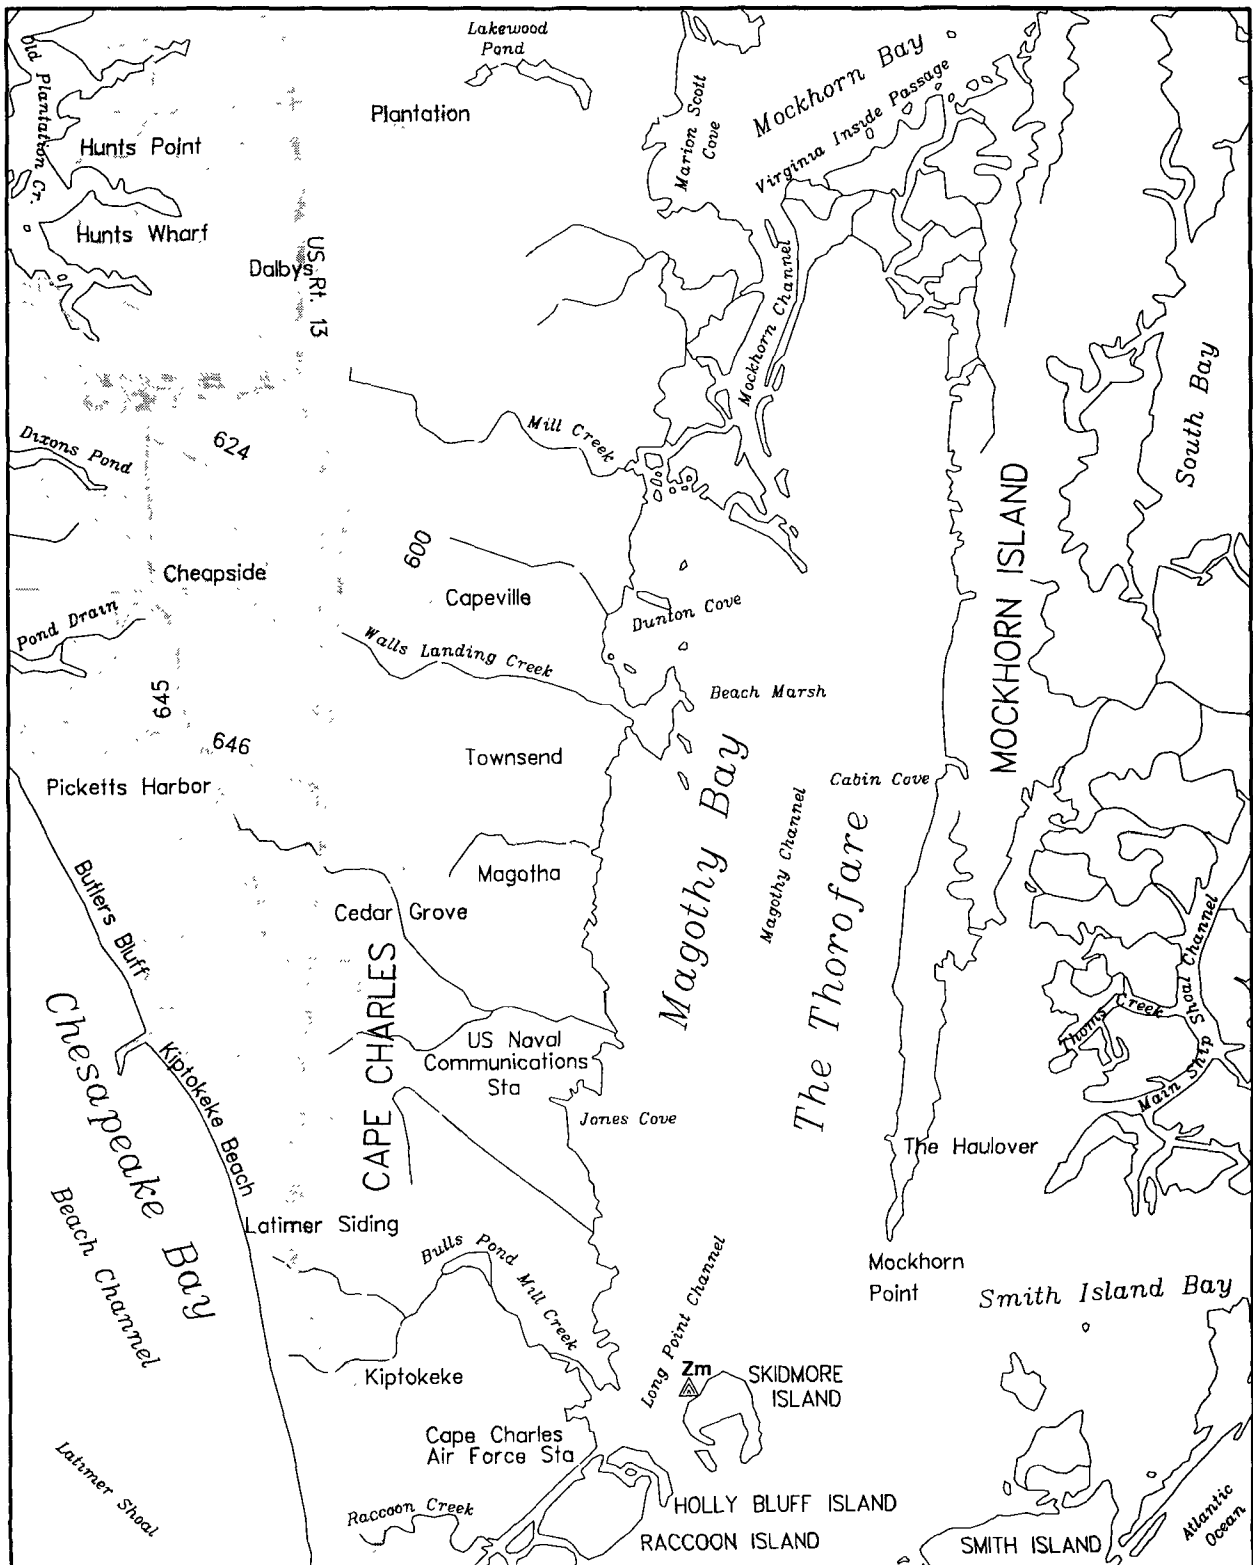 Lakewood
Pond
Mockhorn Bay
Old Plantation Cr.
Plantation
Marion Scott
Cove
Virginia Inside Passage
Hunts Point
Hunts Wharf
Dalbys
US Rt. 13
Mockhorn Channel
South Bay
Mill Creek
Dixons Pond
624
MOCKHORN ISLAND
600
Cheapside
Capeville
Dunton Cove
Pond Drain
Walls Landing Creek
Beach Marsh
645
646
Townsend
Magothy Bay
Cabin Cove
Picketts Harbor
Magothy Channel
The Thorofare
Butlers Bluff
Magotha
Cedar Grove
Main Ship Shoal Channel
CAPE CHARLES
Chesapeake Bay
Thoms Creek
US Naval
Communications
Sta
Kiptokeke Beach
Jones Cove
The Haulover
Beach Channel
Latimer Siding
Bulls Pond Mill Creek
Long Point Channel
Mockhorn
Point
Smith Island Bay
Zm
SKIDMORE
ISLAND
Kiptokeke
Cape Charles
Air Force Sta
Latimer Shoal
Raccoon Creek
HOLLY BLUFF ISLAND
RACCOON ISLAND
SMITH ISLAND
Atlantic
Ocean